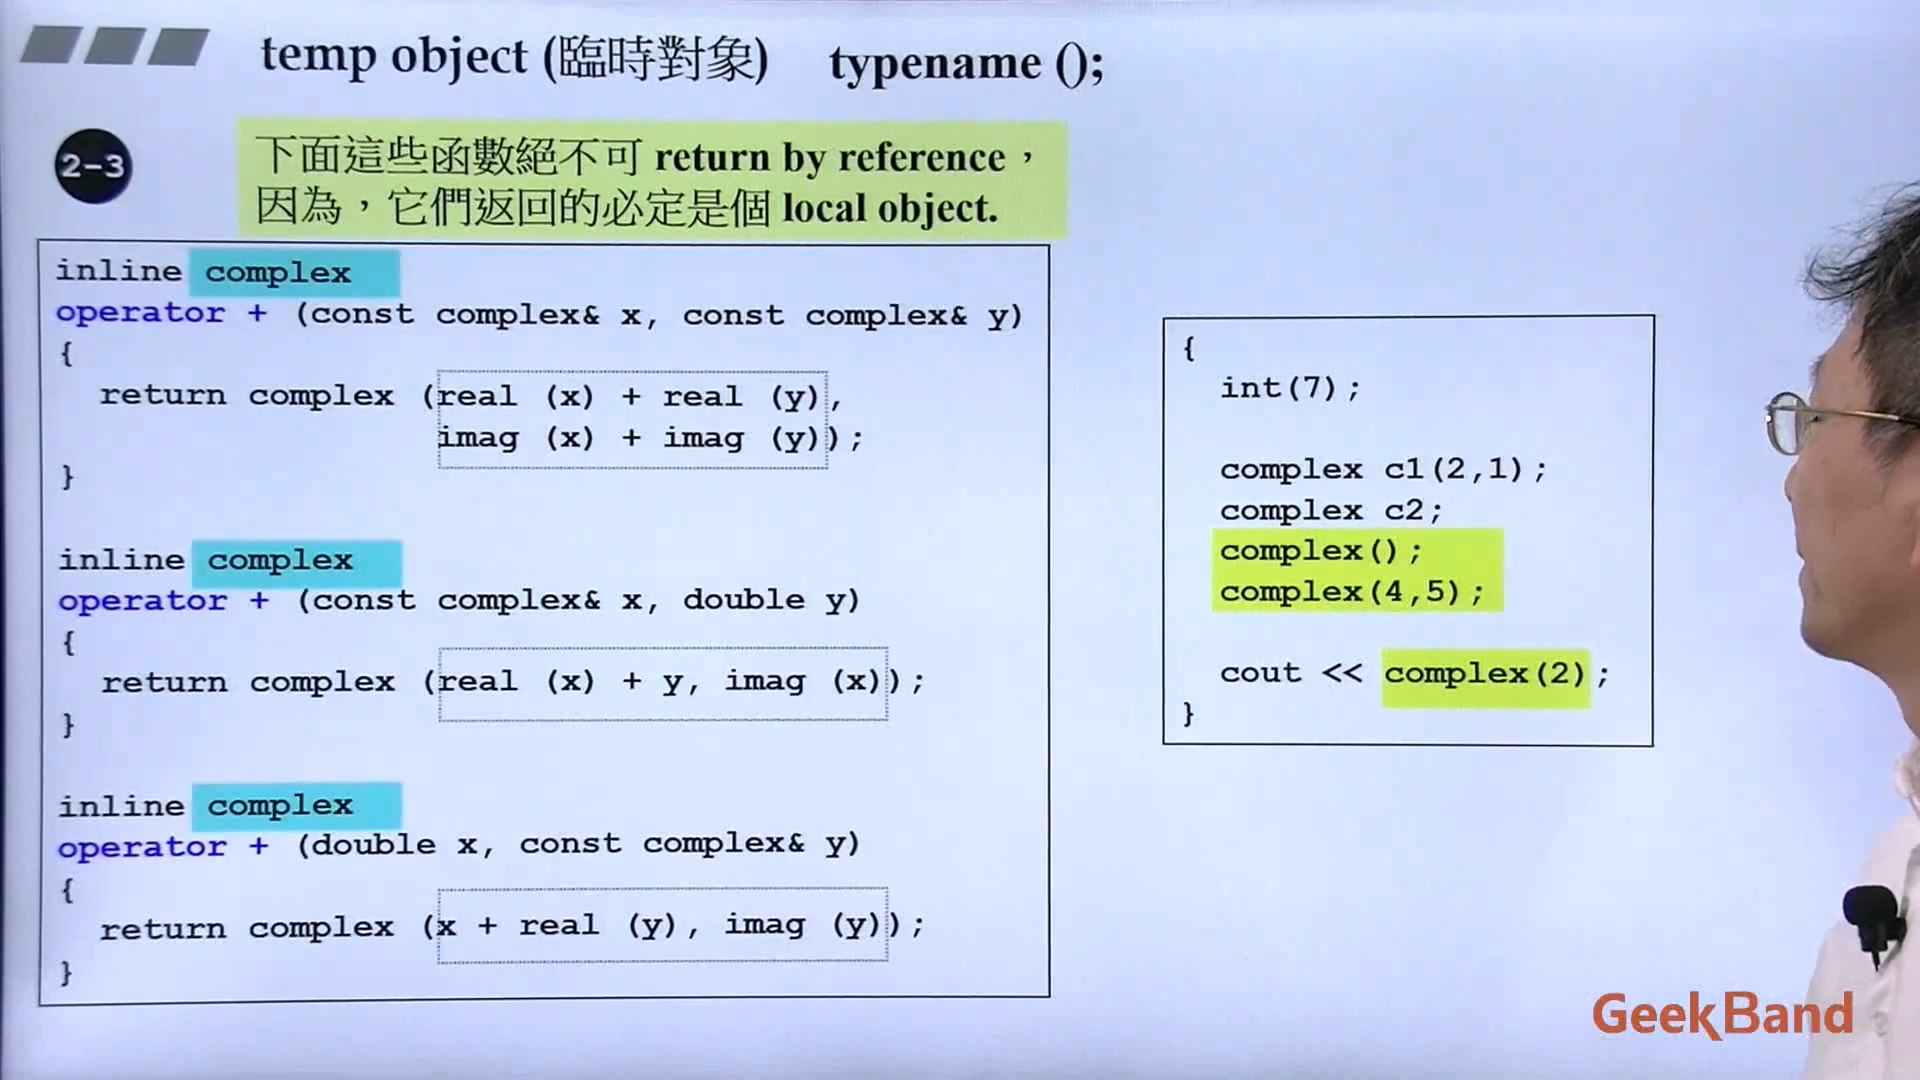 temp object (臨時對象) typename ();
2-3
下面這些函數絕不可 return by reference，
因為，它們返回的必定是個 local object.
inline complex
operator + (const complex& x, const complex& y)
{
return complex (real (x) + real (y),
imag (x) + imag (y));
}
inline complex
operator + (const complex& x, double y)
{
return complex (real (x) + y, imag (x));
}
inline complex
operator + (double x, const complex& y)
{
return complex (x + real (y), imag (y));
}
{
int(7);
complex c1(2,1);
complex c2;
complex();
complex(4,5);
cout << complex(2);
}
GeekBand